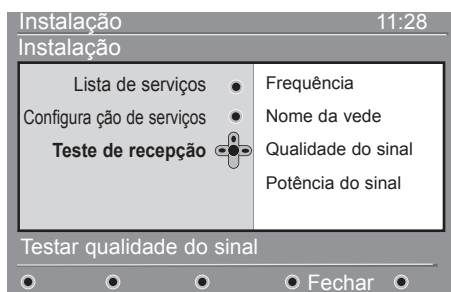 Instalação 11:28
Instalação
Lista de serviços
Configura ção de serviços
Teste de recepção
Frequência
Nome da vede
Qualidade do sinal
Potência do sinal
Testar qualidade do sinal
Fechar